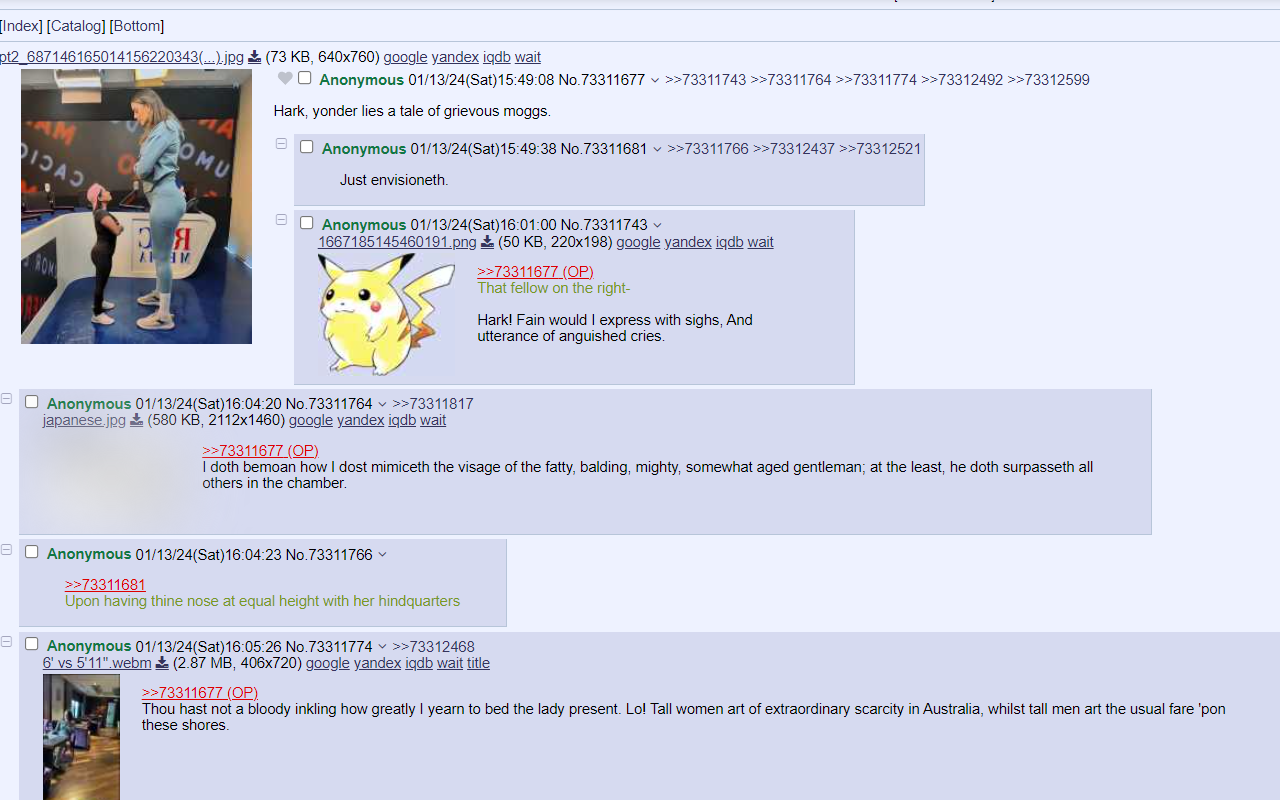 [Index] [Catalog] [Bottom]
pt2_687146165014156220343(...).jpg (73 KB, 640x760) google yandex iqdb wait
Anonymous 01/13/24(Sat)15:49:08 No.73311677 >>73311743 >>73311764 >>73311774 >>73312492 >>73312599
Hark, yonder lies a tale of grievous moggs.
Anonymous 01/13/24(Sat)15:49:38 No.73311681 >>73311766 >>73312437 >>73312521
Just envisioneth.
Anonymous 01/13/24(Sat)16:01:00 No.73311743
1667185145460191.png (50 KB, 220x198) google yandex iqdb wait
>>73311677 (OP)
That fellow on the right-
Hark! Fain would I express with sighs, And
utterance of anguished cries.
Anonymous 01/13/24(Sat)16:04:20 No.73311764 >>73311817
japanese.jpg (580 KB, 2112x1460) google yandex iqdb wait
>>73311677 (OP)
I doth bemoan how I dost mimiceth the visage of the fatty, balding, mighty, somewhat aged gentleman; at the least, he doth surpasseth all
others in the chamber.
Anonymous 01/13/24(Sat)16:04:23 No.73311766
>>73311681
Upon having thine nose at equal height with her hindquarters
Anonymous 01/13/24(Sat)16:05:26 No.73311774 >>73312468
6' vs 5'11".webm (2.87 MB, 406x720) google yandex iqdb wait title
>>73311677 (OP)
Thou hast not a bloody inkling how greatly I yearn to bed the lady present. Lo! Tall women art of extraordinary scarcity in Australia, whilst tall men art the usual fare 'pon
these shores.